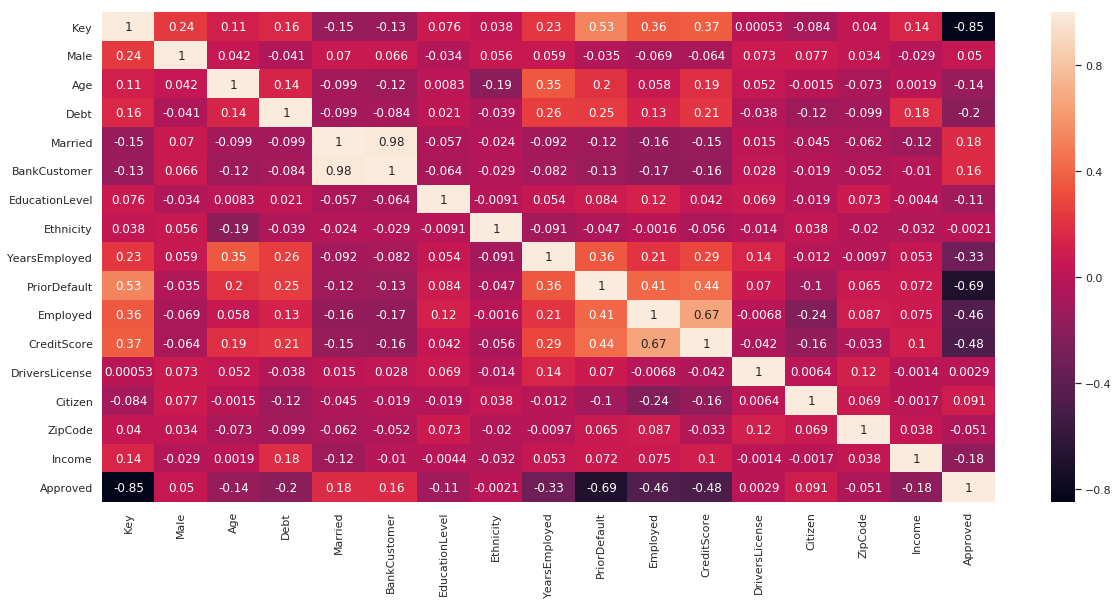 Key 1 0.24 0.11 0.16 -0.15 -0.13 0.076 0.038 0.23 0.53 0.36 0.37 0.00053 -0.084 0.04 0.14 -0.85
Male 0.24 1 0.042 -0.041 0.07 0.066 -0.034 0.056 0.059 -0.035 -0.069 -0.064 0.073 0.077 0.034 -0.029 0.05
Age 0.11 0.042 1 0.14 -0.099 -0.12 0.0083 -0.19 0.35 0.2 0.058 0.19 0.052 -0.0015 -0.073 0.0019 -0.14
Debt 0.16 -0.041 0.14 1 -0.099 -0.084 0.021 -0.039 0.26 0.25 0.13 0.21 -0.038 -0.12 -0.099 0.18 -0.2
Married -0.15 0.07 -0.099 -0.099 1 0.98 -0.057 -0.024 -0.092 -0.12 -0.16 -0.15 0.015 -0.045 -0.062 -0.12 0.18
BankCustomer -0.13 0.066 -0.12 -0.084 0.98 1 -0.064 -0.029 -0.082 -0.13 -0.17 -0.16 0.028 -0.019 -0.052 -0.01 0.16
EducationLevel 0.076 -0.034 0.0083 0.021 -0.057 -0.064 1 -0.0091 0.054 0.084 0.12 0.042 0.069 -0.019 0.073 -0.0044 -0.11
Ethnicity 0.038 0.056 -0.19 -0.039 -0.024 -0.029 -0.0091 1 -0.091 -0.047 -0.0016 -0.056 -0.014 0.038 -0.02 -0.032 -0.0021
YearsEmployed 0.23 0.059 0.35 0.26 -0.092 -0.082 0.054 -0.091 1 0.36 0.21 0.29 0.14 -0.012 -0.0097 0.053 -0.33
PriorDefault 0.53 -0.035 0.2 0.25 -0.12 -0.13 0.084 -0.047 0.36 1 0.41 0.44 0.07 -0.1 0.065 0.072 -0.69
Employed 0.36 -0.069 0.058 0.13 -0.16 -0.17 0.12 -0.0016 0.21 0.41 1 0.67 -0.0068 -0.24 0.087 0.075 -0.46
CreditScore 0.37 -0.064 0.19 0.21 -0.15 -0.16 0.042 -0.056 0.29 0.44 0.67 1 -0.042 -0.16 -0.033 0.1 -0.48
DriversLicense 0.00053 0.073 0.052 -0.038 0.015 0.028 0.069 -0.014 0.14 0.07 -0.0068 -0.042 1 0.0064 0.12 -0.0014 0.0029
Citizen -0.084 0.077 -0.0015 -0.12 -0.045 -0.019 -0.019 0.038 -0.012 -0.1 -0.24 -0.16 0.0064 1 0.069 -0.0017 0.091
ZipCode 0.04 0.034 -0.073 -0.099 -0.062 -0.052 0.073 -0.02 -0.0097 0.065 0.087 -0.033 0.12 0.069 1 0.038 -0.051
Income 0.14 -0.029 0.0019 0.18 -0.12 -0.01 -0.0044 -0.032 0.053 0.072 0.075 0.1 -0.0014 -0.0017 0.038 1 -0.18
Approved -0.85 0.05 -0.14 -0.2 0.18 0.16 -0.11 -0.0021 -0.33 -0.69 -0.46 -0.48 0.0029 0.091 -0.051 -0.18 1
Key Male Age Debt Married BankCustomer EducationLevel Ethnicity YearsEmployed PriorDefault Employed CreditScore DriversLicense Citizen ZipCode Income Approved
0.8
0.4
0.0
−0.4
−0.8